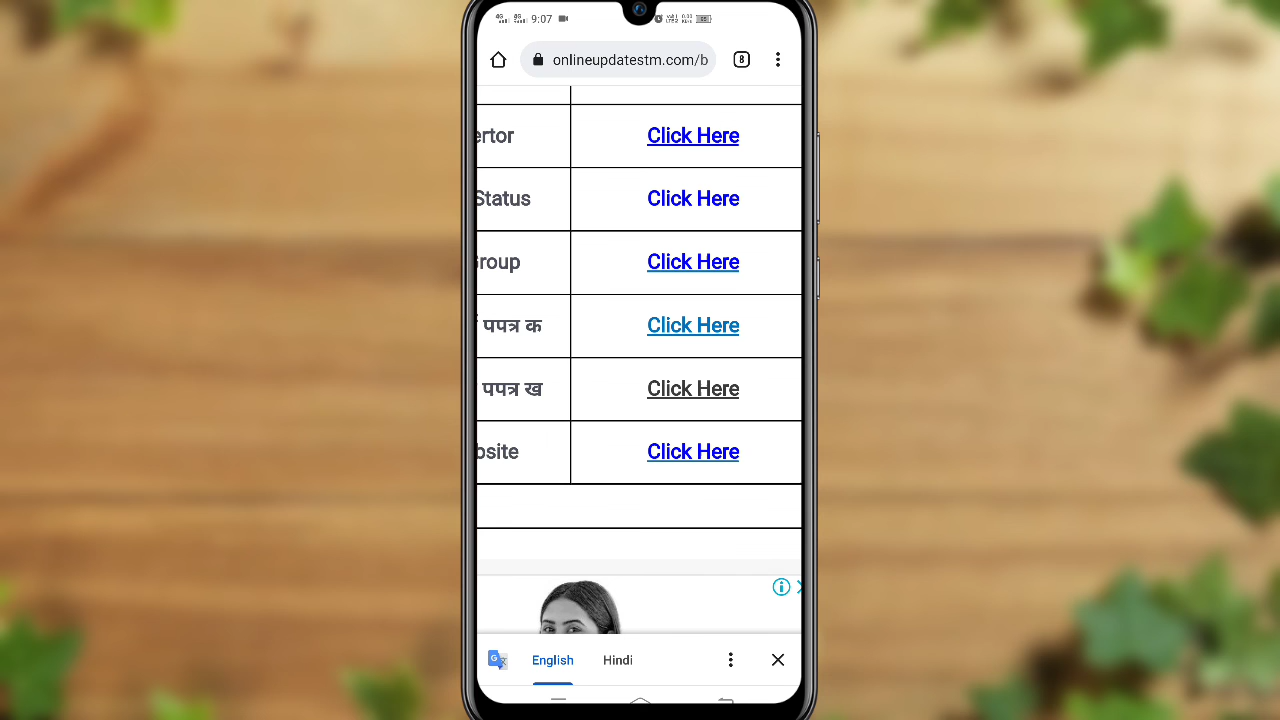 9:07
onlineupdatestm.com/b
8
ertor Click Here
Status Click Here
Group Click Here
पपत्र क Click Here
पपत्र ख Click Here
bsite Click Here
English Hindi